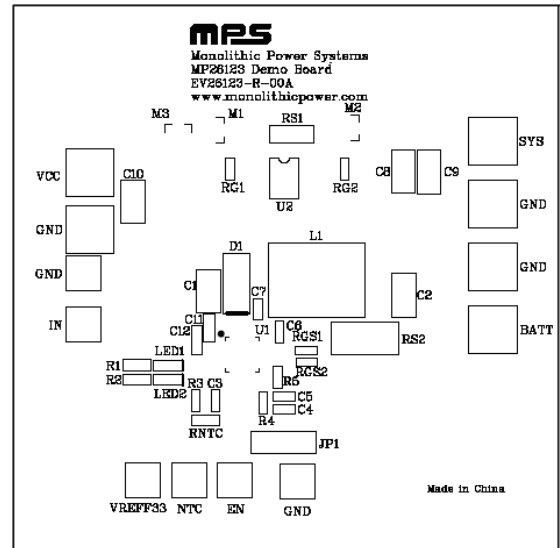 mps
Monolithic Power Systems
MP26123 Demo Board
EV26123-R-00A
www.monolithicpower.com
M3
M1
RS1
M2
SYS
VCC
C10
RG1
U2
RG2
C8
C9
GND
GND
GND
D1
L1
GND
C1
C7
C2
IN
C11
C12
U1
C6
RGS1
RS2
BATT
R1
LED1
RGS2
R2
LED2
R5
R3
C3
C5
C4
RNTC
R4
JP1
VREFF33
NTC
EN
GND
Made in China